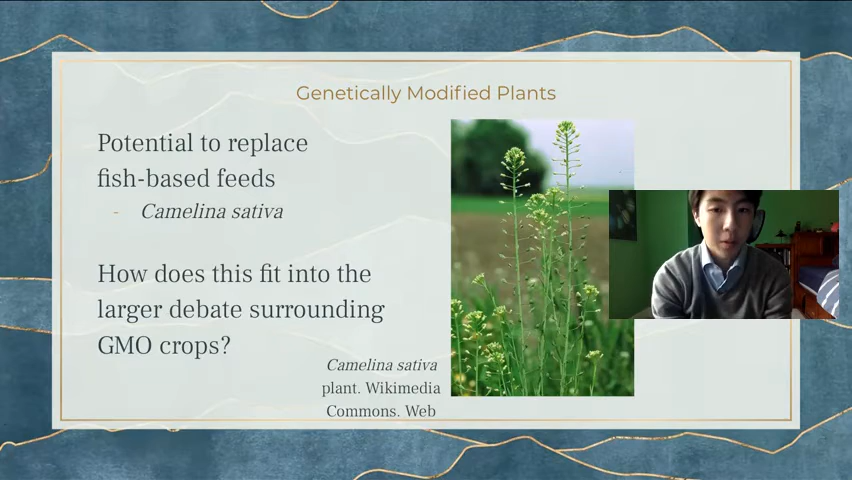 Genetically Modified Plants
Potential to replace
fish-based feeds
- Camelina sativa
How does this fit into the
larger debate surrounding
GMO crops?
Camelina sativa
plant. Wikimedia
Commons. Web